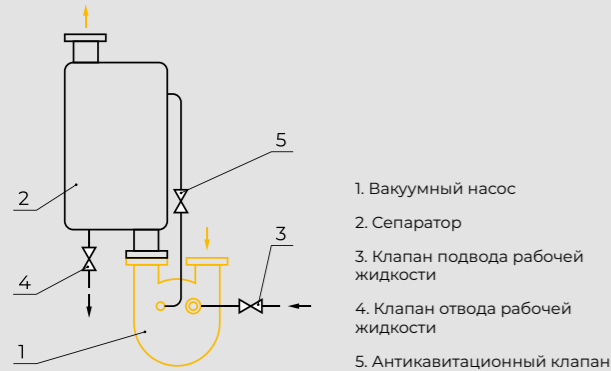 5
2
3
4
1
1. Вакуумный насос
2. Сепаратор
3. Клапан подвода рабочей
жидкости
4. Клапан отвода рабочей
жидкости
5. Антикавитационный клапан